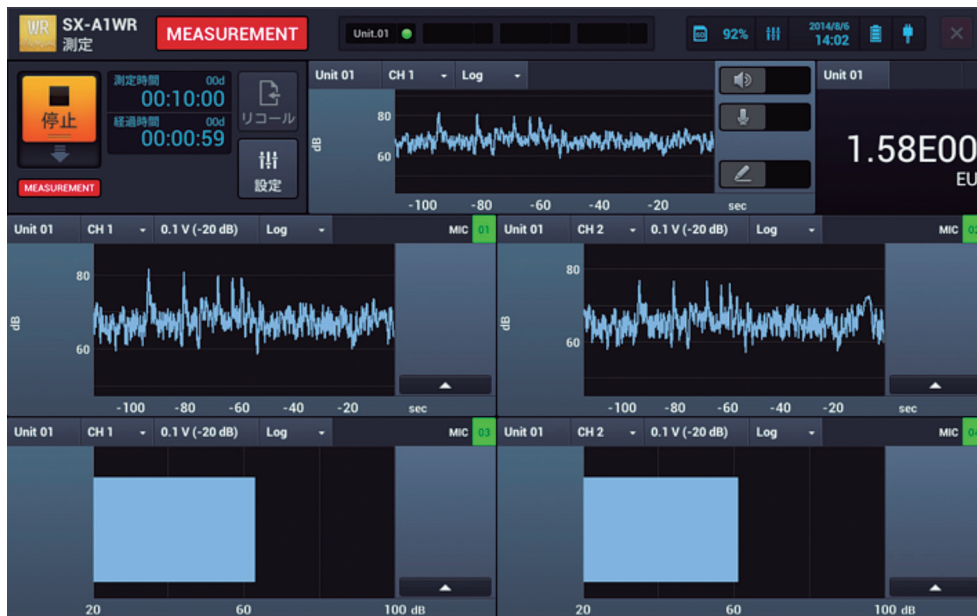 WR SX-A1WR
測定
MEASUREMENT
Unit.01
92%
2014/8/6
14:02
停止
MEASUREMENT
測定時間 00d
00:10:00
経過時間 00d
00:00:59
リコール
設定
Unit 01 CH 1 Log
dB
80
60
-100 -80 -60 -40 -20 sec
Unit 01
1.58E00
EU
Unit 01 CH 1 0.1 V (-20 dB) Log MIC 01
dB
80
60
-100 -80 -60 -40 -20 sec
Unit 01 CH 2 0.1 V (-20 dB) Log MIC
dB
80
60
-100 -80 -60 -40 -20 sec
Unit 01 CH 1 0.1 V (-20 dB) Log MIC 03
20 60 100 dB
Unit 01 CH 2 0.1 V (-20 dB) Log MIC
20 60 100 dB